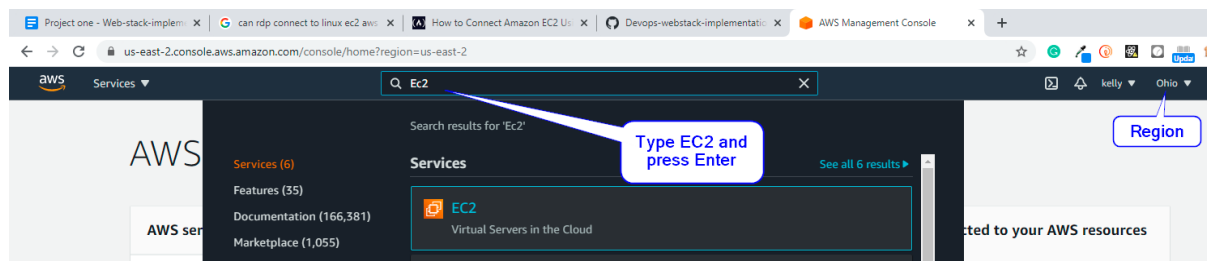 Project one - Web-stack-implem
can rdp connect to linux ec2 aws
How to Connect Amazon EC2 Us
Devops-webstack-implementatio
AWS Management Console
us-east-2.console.aws.amazon.com/console/home?region=us-east-2
Updat
aws
Services
Ec2
kelly
Ohio
Search results for 'Ec2'
Type EC2 and
press Enter
Region
AWS
Services (6)
Services
See all 6 results
Features (35)
Documentation (166,381)
EC2
AWS ser
Virtual Servers in the Cloud
cted to your AWS resources
Marketplace (1,055)